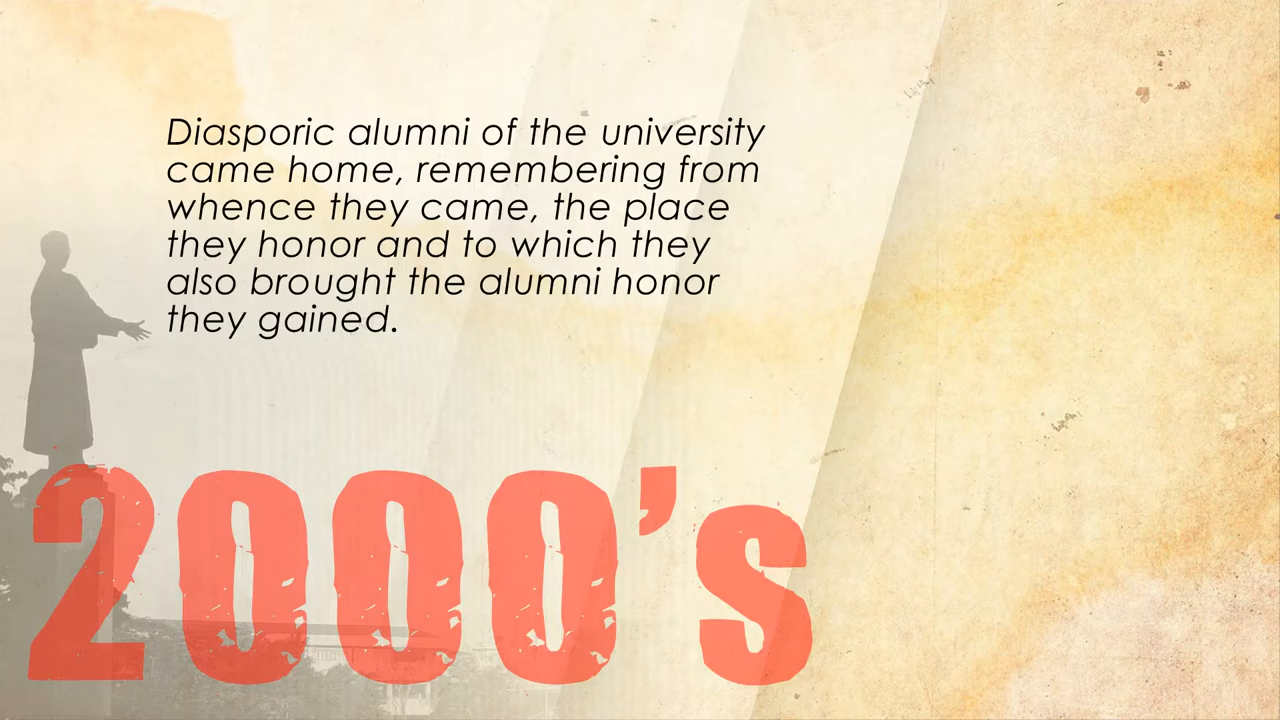 Diasporic alumni of the university
came home, remembering from
whence they came, the place
they honor and to which they
also brought the alumni honor
they gained.
2000's